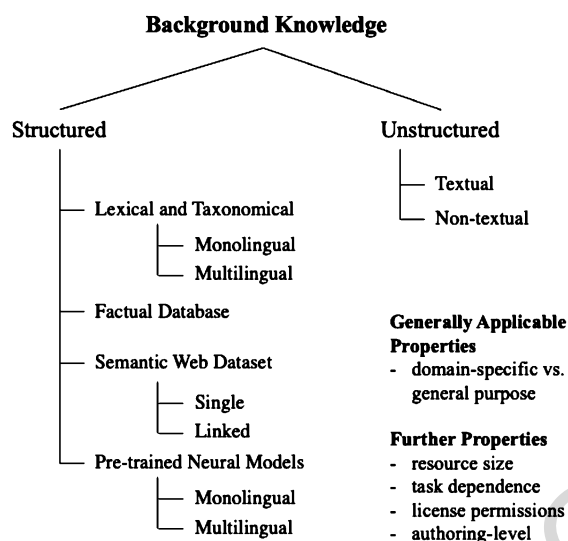 Background Knowledge
Structured
Lexical and Taxonomical
Monolingual
Multilingual
Factual Database
Semantic Web Dataset
Single
Linked
Pre-trained Neural Models
Monolingual
Multilingual
Unstructured
Textual
Non-textual
Generally Applicable
Properties
- domain-specific vs.
general purpose
Further Properties
- resource size
- task dependence
- license permissions
- authoring-level